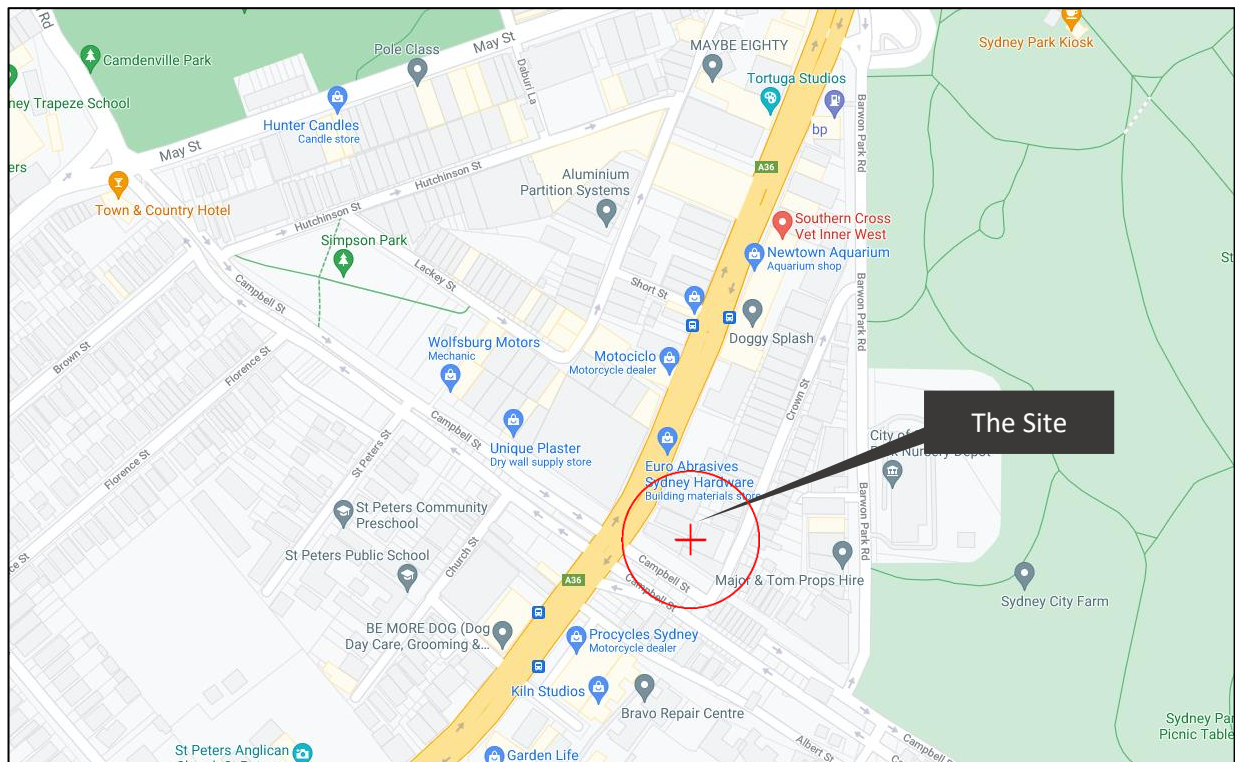 Rd
May St
Pole Class
MAYBE EIGHTY
Sydney Park Kiosk
Camdenville Park
Daburi La
Tortuga Studios
ney Trapeze School
Hunter Candles
Candle store
bp
Barwon Park Rd
May St
ers
Hutchinson St
Aluminium
Partition Systems
A36
Town & Country Hotel
Hutchinson St
Southern Cross
Vet Inner West
Simpson Park
Newtown Aquarium
Aquarium shop
St
Lackey St
Campbell St
Short St
Barwon Park Rd
Doggy Splash
Wolfsburg Motors
Mechanic
Brown St
Florence St
Motociclo
Motorcycle dealer
Crown St
The Site
Campbell St
City of
Nursery Depot
Unique Plaster
Dry wall supply store
St Peters St
Florence St
Euro Abrasives
Sydney Hardware
Building materials store
Barwon Park Rd
St Peters Community
Preschool
St Peters Public School
Church St
ce St
Campbell St
Campbell St
A36
Major & Tom Props Hire
Sydney City Farm
BE MORE DOG (Dog
Day Care, Grooming &...
Procycles Sydney
Motorcycle dealer
Kiln Studios
Bravo Repair Centre
Sydney Par
Picnic Table
St Peters Anglican
Garden Life
Albert St
Campbell